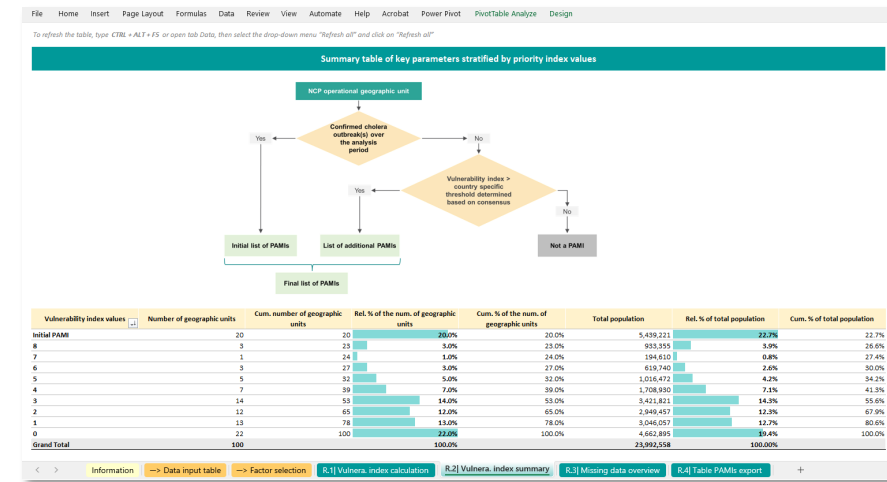 File Home Insert Page Layout Formulas Data Review View Automate Help Acrobat Power Pivot PivotTable Analyze Design
To refresh the table, type CTRL + ALT + F5 or open tab Data, then select the drop-down menu "Refresh all" and click on "Refresh all"
Summary table of key parameters stratified by priority index values
NCP operational geographic unit
Confirmed cholera
outbreak(s) over
the analysis
period
Yes
No
Vulnerability index >
country specific
threshold determined
based on consensus
Yes
No
Initial list of PAMIs
List of additional PAMIs
Not a PAMI
Final list of PAMIs
Vulnerability index values Number of geographic units Cum. number of geographic units Rel. % of the num. of geographic units Cum. % of the num. of geographic units Total population Rel. % of total population Cum. % of total population
Initial PAMI 20 20 20.0% 20.0% 5,439,221 22.7% 22.7%
8 3 23 3.0% 23.0% 933,355 3.9% 26.6%
7 1 24 1.0% 24.0% 194,610 0.8% 27.4%
6 3 27 3.0% 27.0% 619,740 2.6% 30.0%
5 5 32 5.0% 32.0% 1,016,472 4.2% 34.2%
4 7 39 7.0% 39.0% 1,708,930 7.1% 41.3%
3 14 53 14.0% 53.0% 3,421,821 14.3% 55.6%
2 12 65 12.0% 65.0% 2,949,457 12.3% 67.9%
1 13 78 13.0% 78.0% 3,046,057 12.7% 80.6%
0 22 100 22.0% 100.0% 4,662,895 19.4% 100.0%
Grand Total 100 100.0% 23,992,558 100.00%
Information —> Data input table —> Factor selection R.1| Vulnera. index calculation R.2| Vulnera. index summary R.3| Missing data overview R.4| Table PAMIs export +